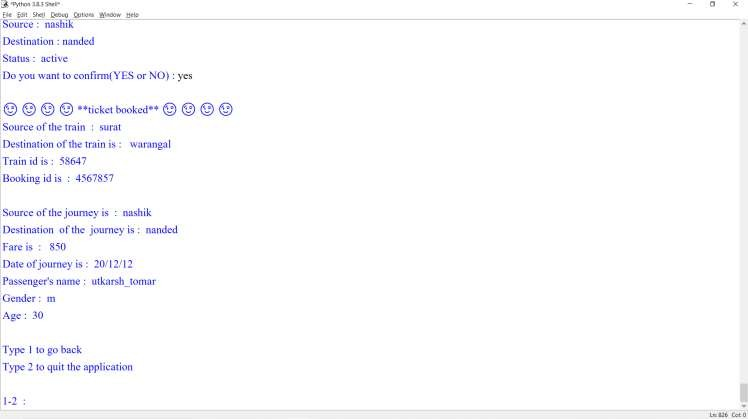 *Python 3.8.3 Shell*
File Edit Shell Debug Options Window Help
Source : nashik
Destination : nanded
Status : active
Do you want to confirm(YES or NO) : yes
**ticket booked**
Source of the train : surat
Destination of the train is : warangal
Train id is : 58647
Booking id is : 4567857
Source of the journey is : nashik
Destination of the journey is : nanded
Fare is : 850
Date of journey is : 20/12/12
Passenger's name : utkarsh_tomar
Gender : m
Age : 30
Type 1 to go back
Type 2 to quit the application
1-2 :
Ln: 826 Col: 0